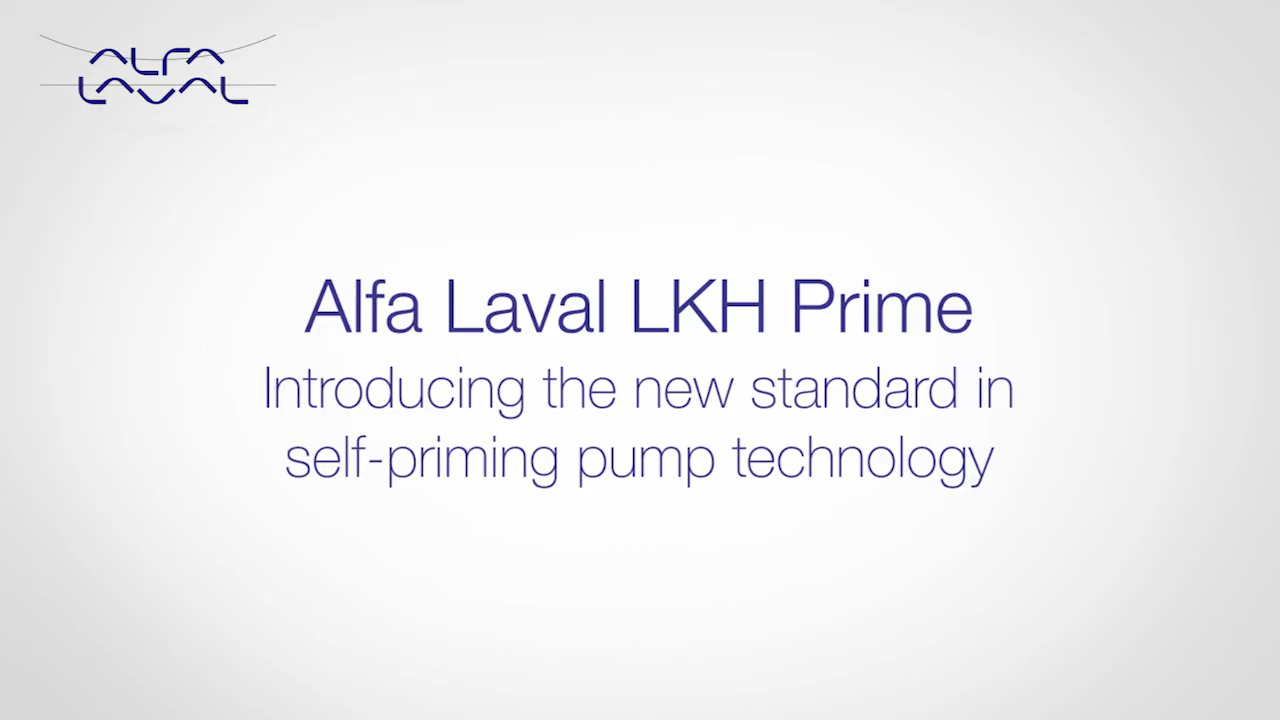 ALFA
LAVAL
Alfa Laval LKH Prime
Introducing the new standard in
self-priming pump technology